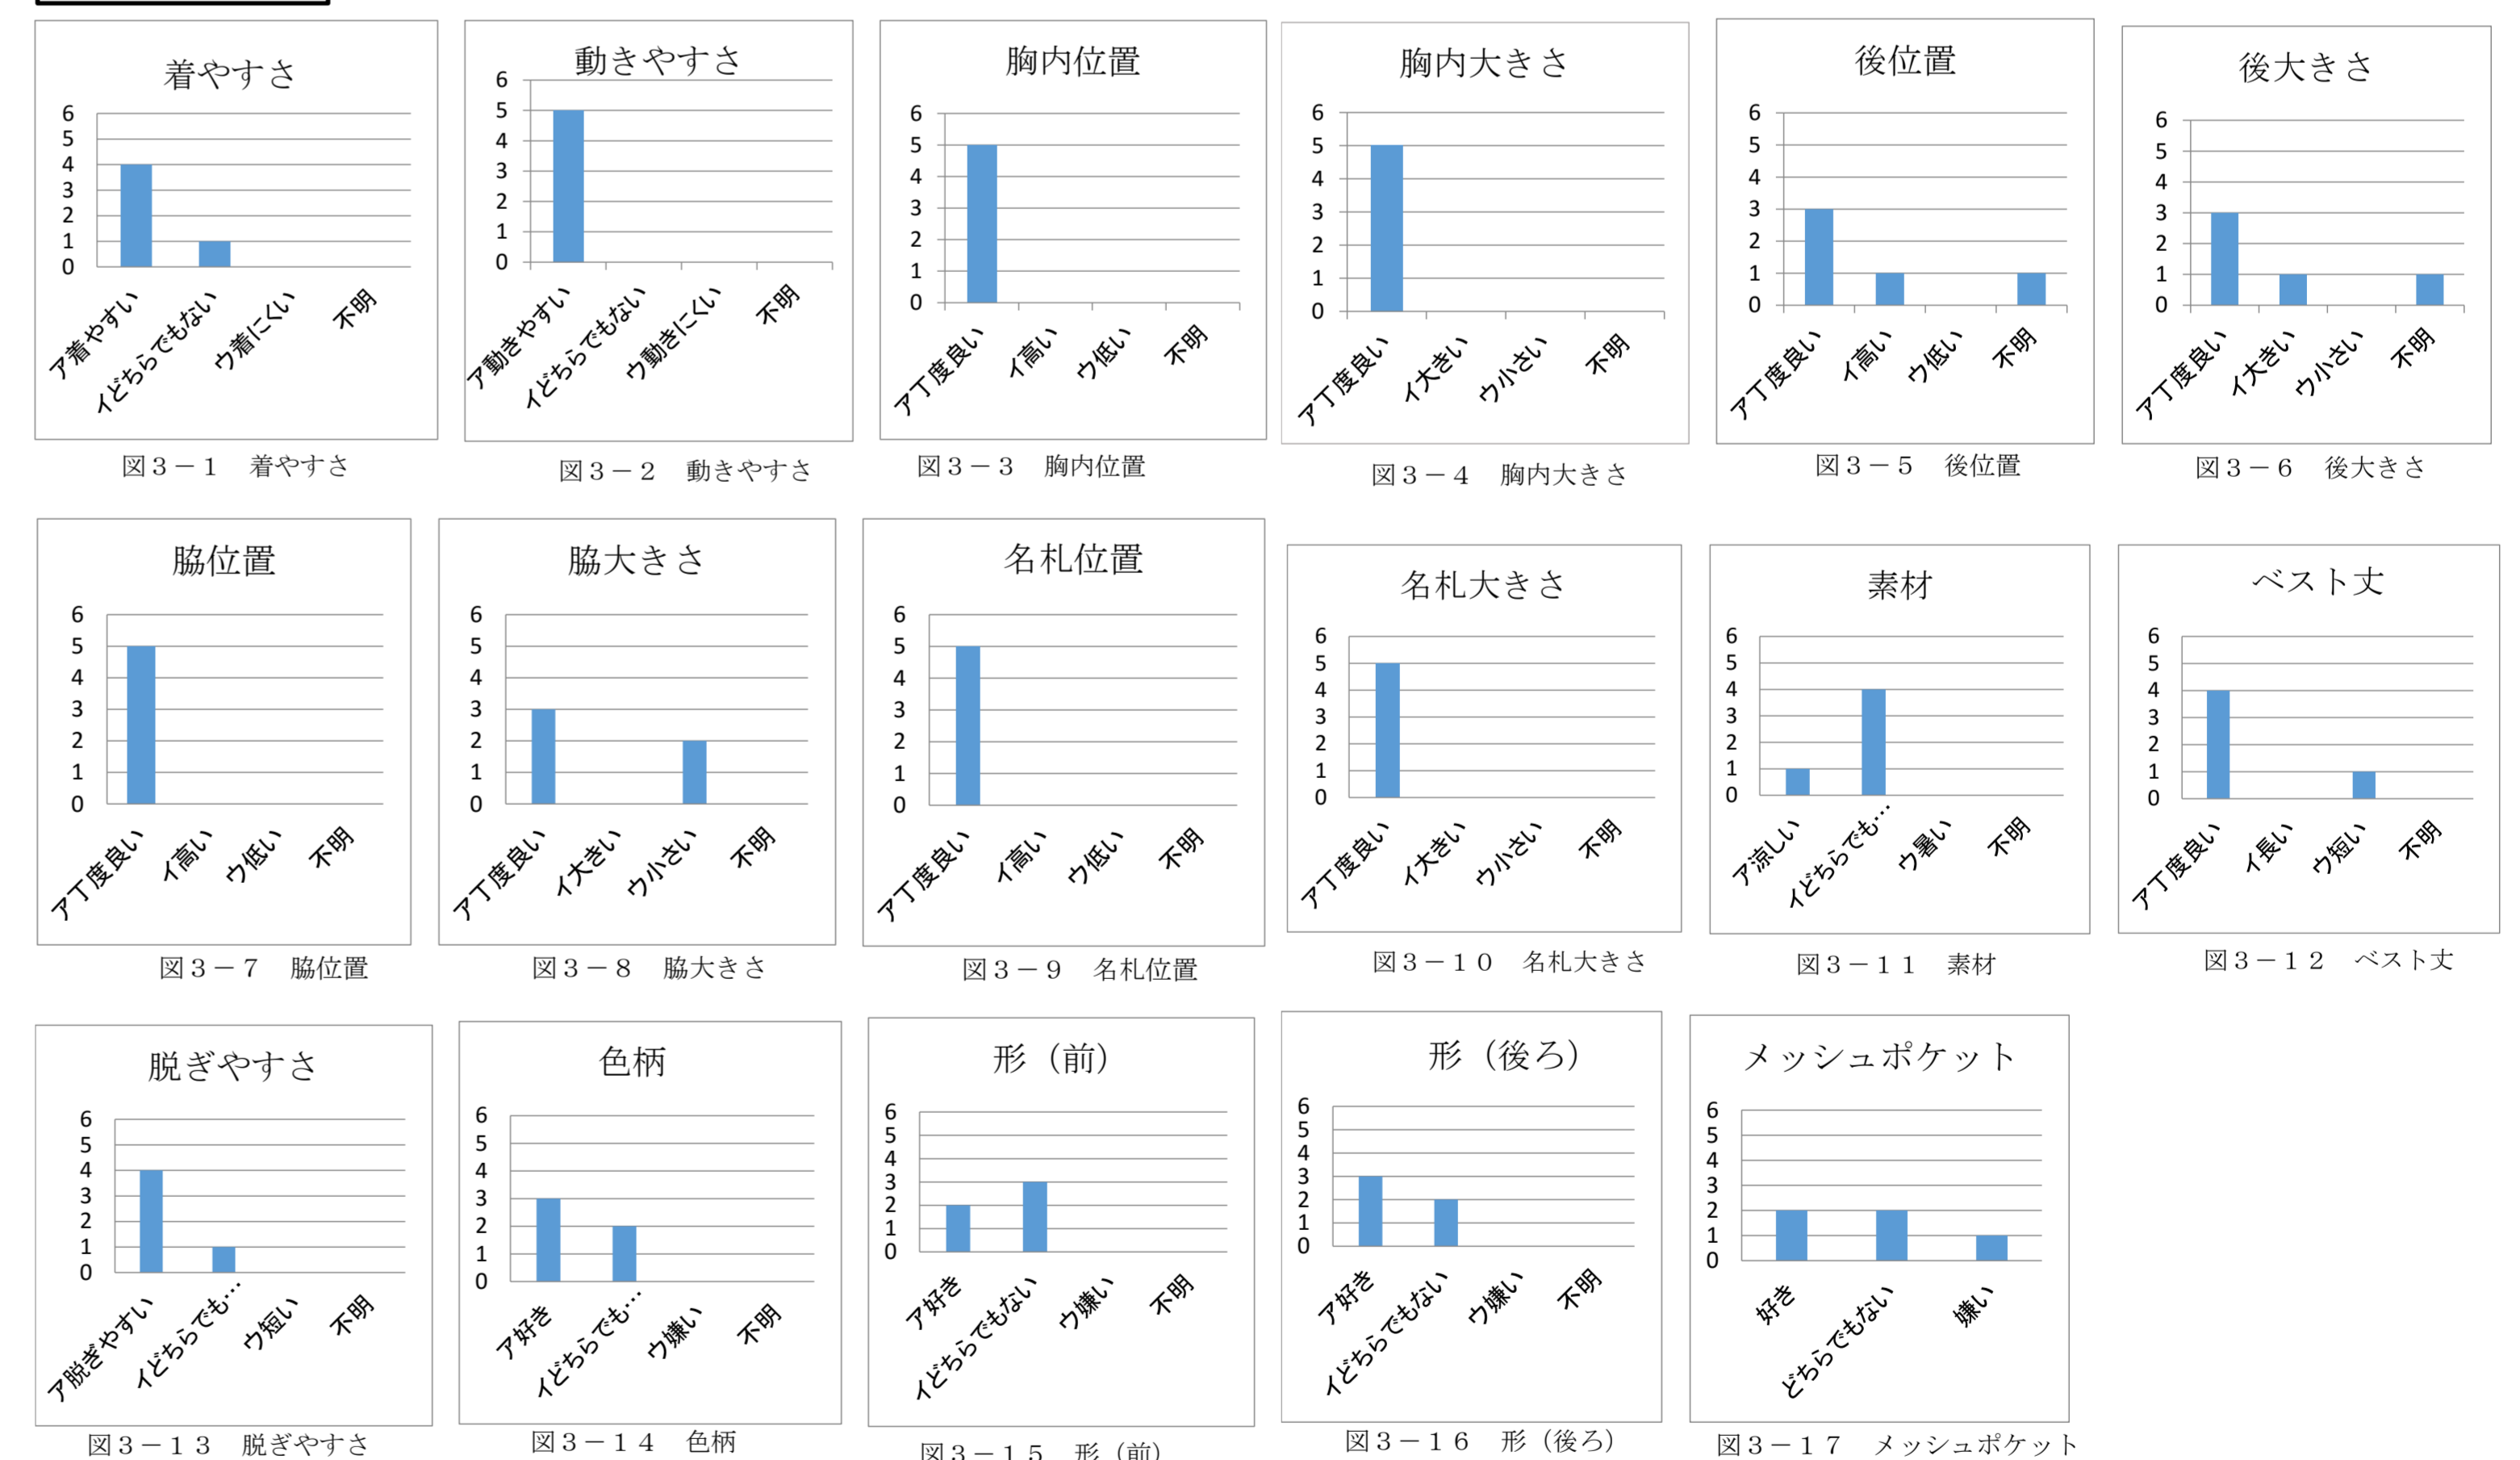 着やすさ
6
5
4
3
2
1
0
ア着やすい
イどちらでもない
ウ着にくい
不明
図3－1　着やすさ
動きやすさ
6
5
4
3
2
1
0
ア動きやすい
イどちらでもない
ウ動きにくい
不明
図3－2　動きやすさ
胸内位置
6
5
4
3
2
1
0
ア丁度良い
イ高い
ウ低い
不明
図3－3　胸内位置
胸内大きさ
6
5
4
3
2
1
0
ア丁度良い
イ大きい
ウ小さい
不明
図3－4　胸内大きさ
後位置
6
5
4
3
2
1
0
ア丁度良い
イ高い
ウ低い
不明
図3－5　後位置
後大きさ
6
5
4
3
2
1
0
ア丁度良い
イ大きい
ウ小さい
不明
図3－6　後大きさ
脇位置
6
5
4
3
2
1
0
ア丁度良い
イ高い
ウ低い
不明
図3－7　脇位置
脇大きさ
6
5
4
3
2
1
0
ア丁度良い
イ大きい
ウ小さい
不明
図3－8　脇大きさ
名札位置
6
5
4
3
2
1
0
ア丁度良い
イ高い
ウ低い
不明
図3－9　名札位置
名札大きさ
6
5
4
3
2
1
0
ア丁度良い
イ大きい
ウ小さい
不明
図3－10　名札大きさ
素材
6
5
4
3
2
1
0
ア涼しい
イどちらでも…
ウ暑い
不明
図3－11　素材
ベスト丈
6
5
4
3
2
1
0
ア丁度良い
イ長い
ウ短い
不明
図3－12　ベスト丈
脱ぎやすさ
6
5
4
3
2
1
0
ア脱ぎやすい
イどちらでも…
ウ短い
不明
図3－13　脱ぎやすさ
色柄
6
5
4
3
2
1
0
ア好き
イどちらでも…
ウ嫌い
不明
図3－14　色柄
形（前）
6
5
4
3
2
1
0
ア好き
イどちらでもない
ウ嫌い
不明
図3－15　形（前）
形（後ろ）
6
5
4
3
2
1
0
ア好き
イどちらでもない
ウ嫌い
不明
図3－16　形（後ろ）
メッシュポケット
6
5
4
3
2
1
0
好き
どちらでもない
嫌い
図3－17　メッシュポケット